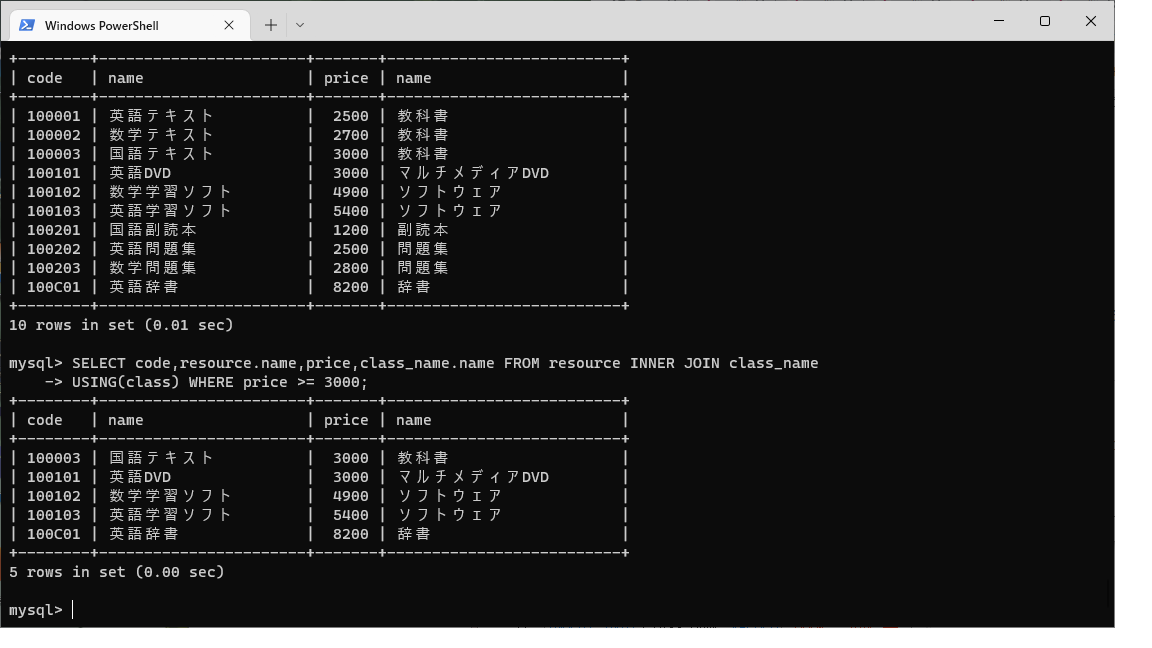 Windows PowerShell
+--------+-----------------------+-------+--------------------------+
| code   | name                  | price | name                     |
+--------+-----------------------+-------+--------------------------+
| 100001 | 英語テキスト          |  2500 | 教科書                   |
| 100002 | 数学テキスト          |  2700 | 教科書                   |
| 100003 | 国語テキスト          |  3000 | 教科書                   |
| 100101 | 英語DVD               |  3000 | マルチメディアDVD        |
| 100102 | 数学学習ソフト        |  4900 | ソフトウェア             |
| 100103 | 英語学習ソフト        |  5400 | ソフトウェア             |
| 100201 | 国語副読本            |  1200 | 副読本                   |
| 100202 | 英語問題集            |  2500 | 問題集                   |
| 100203 | 数学問題集            |  2800 | 問題集                   |
| 100C01 | 英語辞書              |  8200 | 辞書                     |
+--------+-----------------------+-------+--------------------------+
10 rows in set (0.01 sec)
mysql> SELECT code,resource.name,price,class_name.name FROM resource INNER JOIN class_name
    -> USING(class) WHERE price >= 3000;
+--------+-----------------------+-------+--------------------------+
| code   | name                  | price | name                     |
+--------+-----------------------+-------+--------------------------+
| 100003 | 国語テキスト          |  3000 | 教科書                   |
| 100101 | 英語DVD               |  3000 | マルチメディアDVD        |
| 100102 | 数学学習ソフト        |  4900 | ソフトウェア             |
| 100103 | 英語学習ソフト        |  5400 | ソフトウェア             |
| 100C01 | 英語辞書              |  8200 | 辞書                     |
+--------+-----------------------+-------+--------------------------+
5 rows in set (0.00 sec)
mysql>